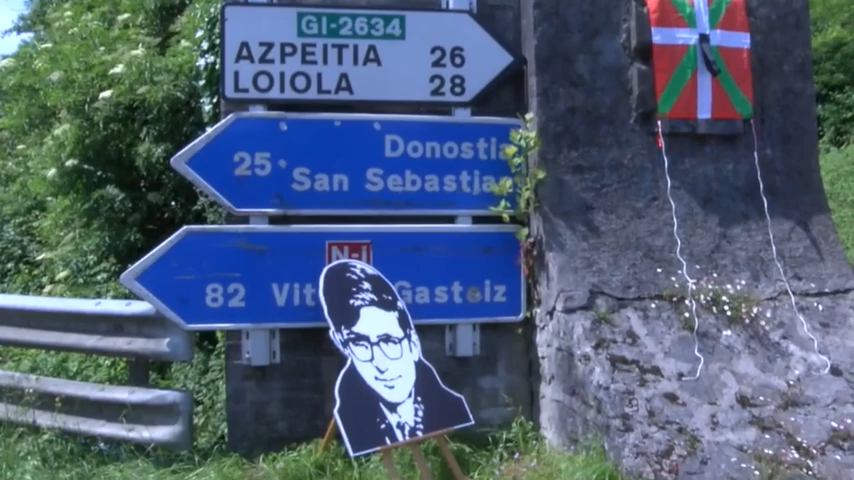 GI-2634
AZPEITIA 26
LOIOLA 28
Donostia
25 San Sebastian
N-I
82 Gasteiz